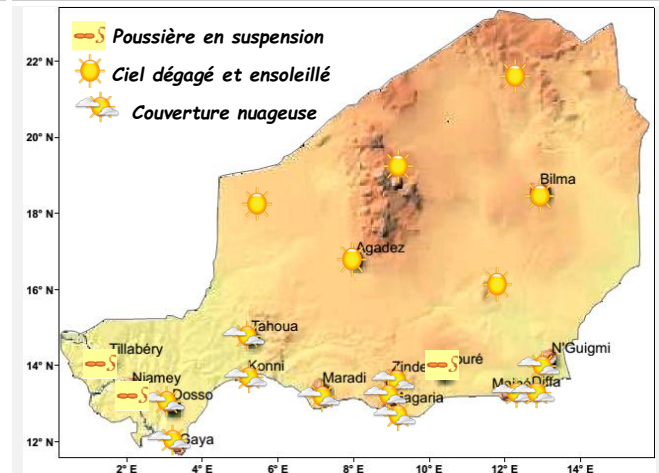 Poussière en suspension
Ciel dégagé et ensoleillé
Couverture nuageuse
22° N
20° N
18° N
16° N
14° N
12° N
Bilma
Agadez
Tahoua
Tillabéry
N'Guigmi
Konni
Niamey
Dosso
Maradi
Diffa
Gaya
2° E
4° E
6° E
8° E
10° E
12° E
14° E